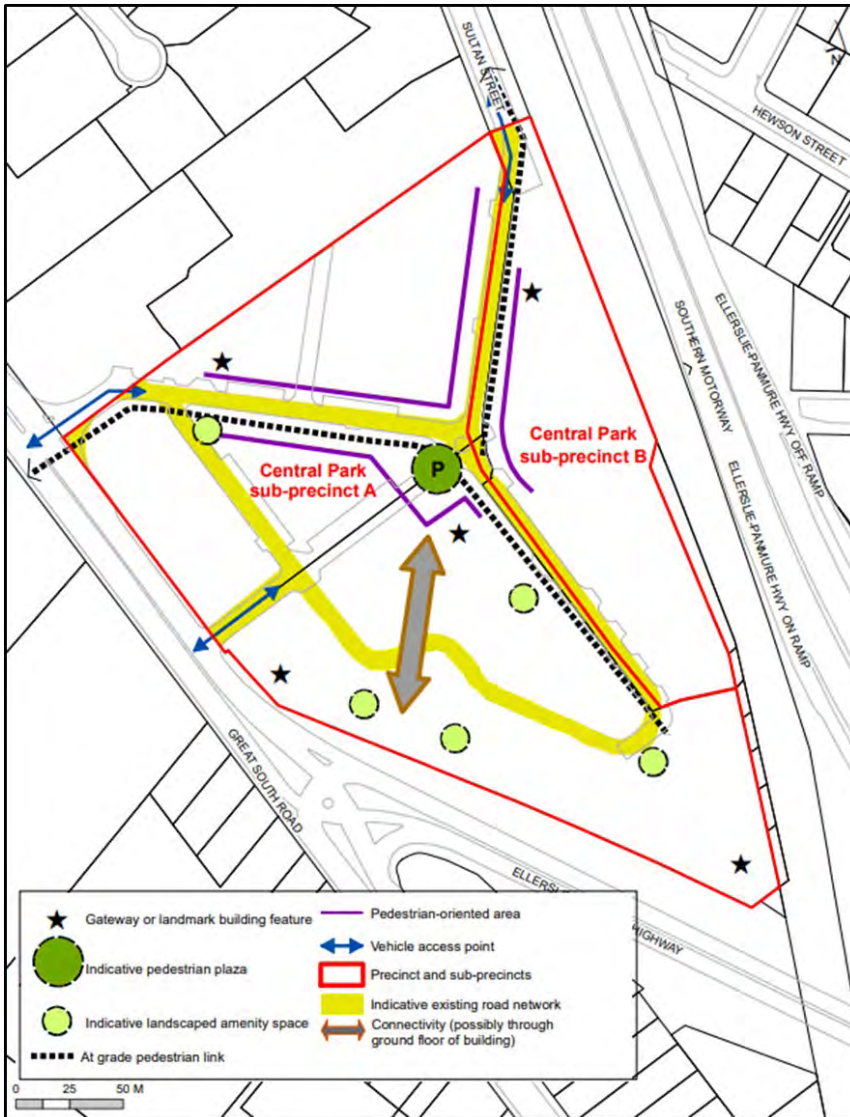 SULTAN STREET
N
HEWSON STREET
SOUTHERN MOTORWAY
ELLERSLIE-PANMURE HWY OFF RAMP
Central Park
sub-precinct B
P
Central Park
sub-precinct A
ELLERSLIE-PANMURE HWY ON RAMP
GREAT SOUTH ROAD
HIGHWAY
Gateway or landmark building feature
Pedestrian-oriented area
Vehicle access point
Indicative pedestrian plaza
Precinct and sub-precincts
Indicative existing road network
Indicative landscaped amenity space
Connectivity (possibly through
ground floor of building)
At grade pedestrian link
0 25 50 M